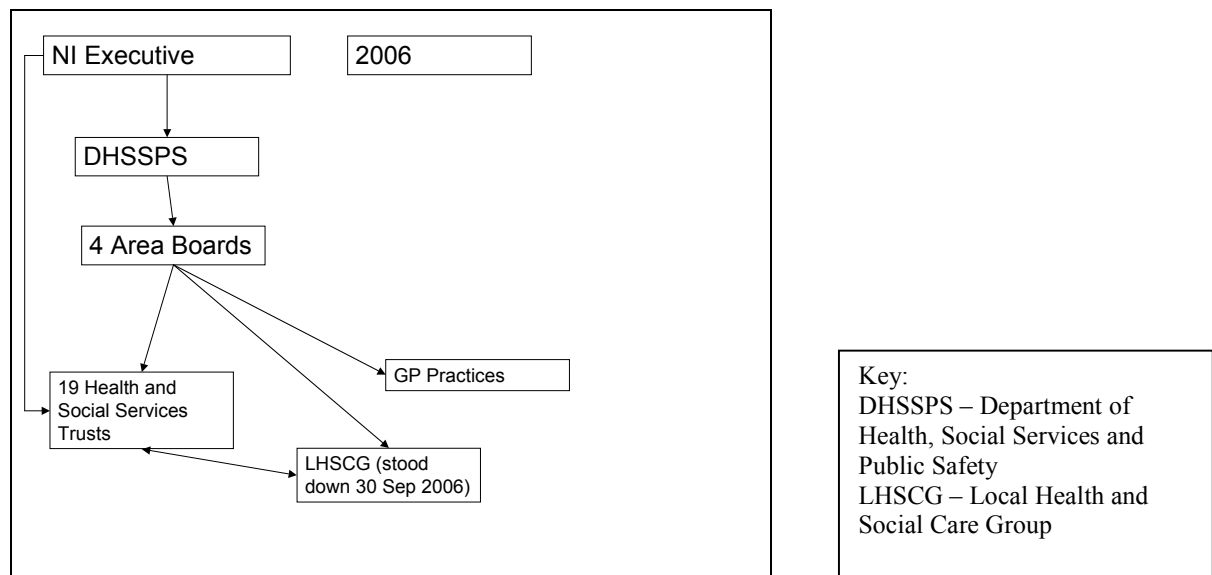 NI Executive
2006
DHSSPS
4 Area Boards
GP Practices
19 Health and
Social Services
Trusts
LHSCG (stood
down 30 Sep 2006)
Key:
DHSSPS – Department of
Health, Social Services and
Public Safety
LHSCG – Local Health and
Social Care Group